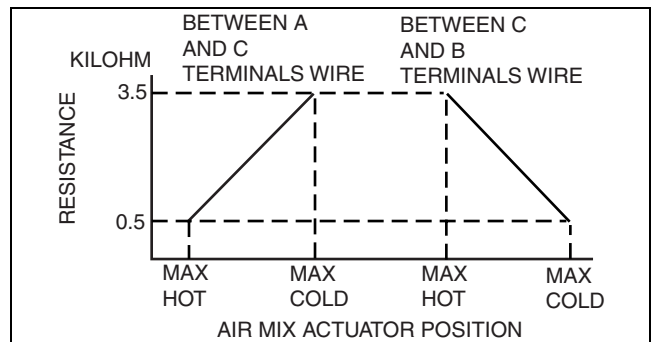 BETWEEN A
AND C
TERMINALS WIRE
BETWEEN C
AND B
TERMINALS WIRE
KILOHM
RESISTANCE
3.5
0.5
MAX
HOT
MAX
COLD
MAX
HOT
MAX
COLD
AIR MIX ACTUATOR POSITION